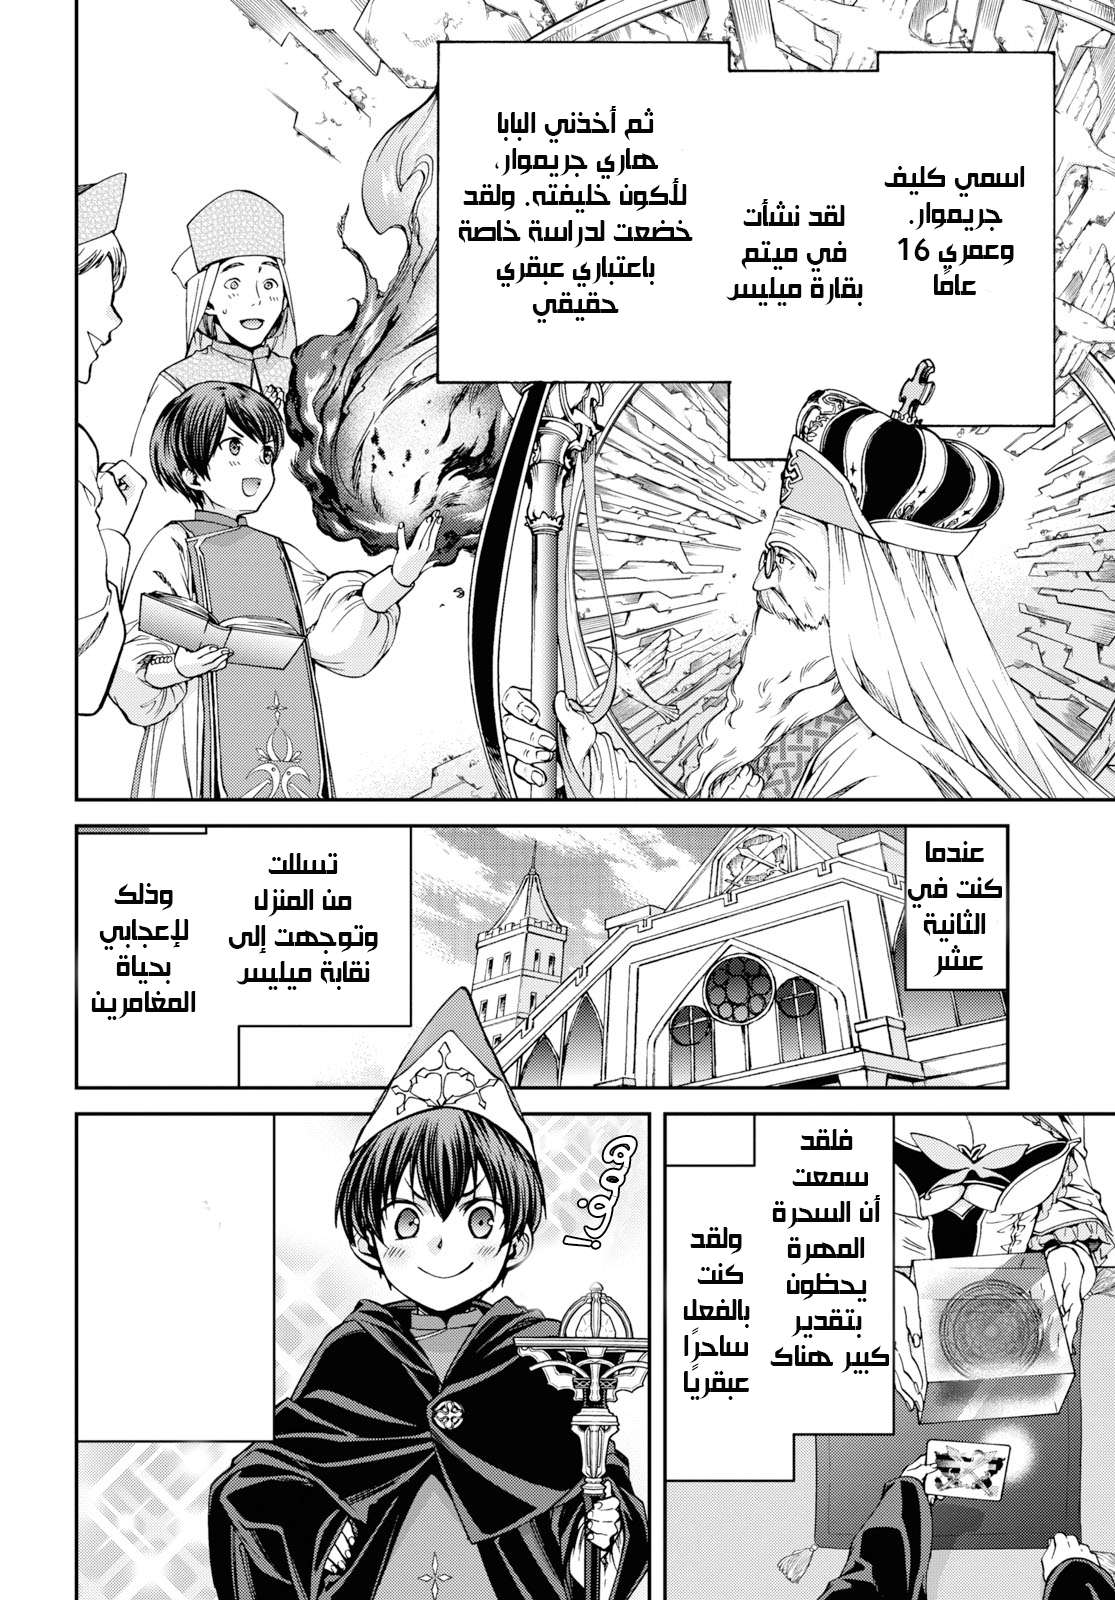 اسمي كليف
جريموار.
وعمري 16
عامًا
لقد نشأت
في ميتم
بقارة ميليس
ثم أخذني البابا
هاري جريموار،
لأكون خليفته. ولقد
خضعت لدراسة خاصة
باعتباري عبقري
حقيقي
عندما
كنت في
الثانية
عشر
تسللت
من المنزل
وتوجهت إلى
نقابة ميليس
وذلك
لإعجابي
بحياة
المغامرين
فلقد
سمعت
أن السحرة
المهرة
يحظون
بتقدير
كبير هناك
ولقد
كنت
بالفعل
ساحرًا
عبقريًا